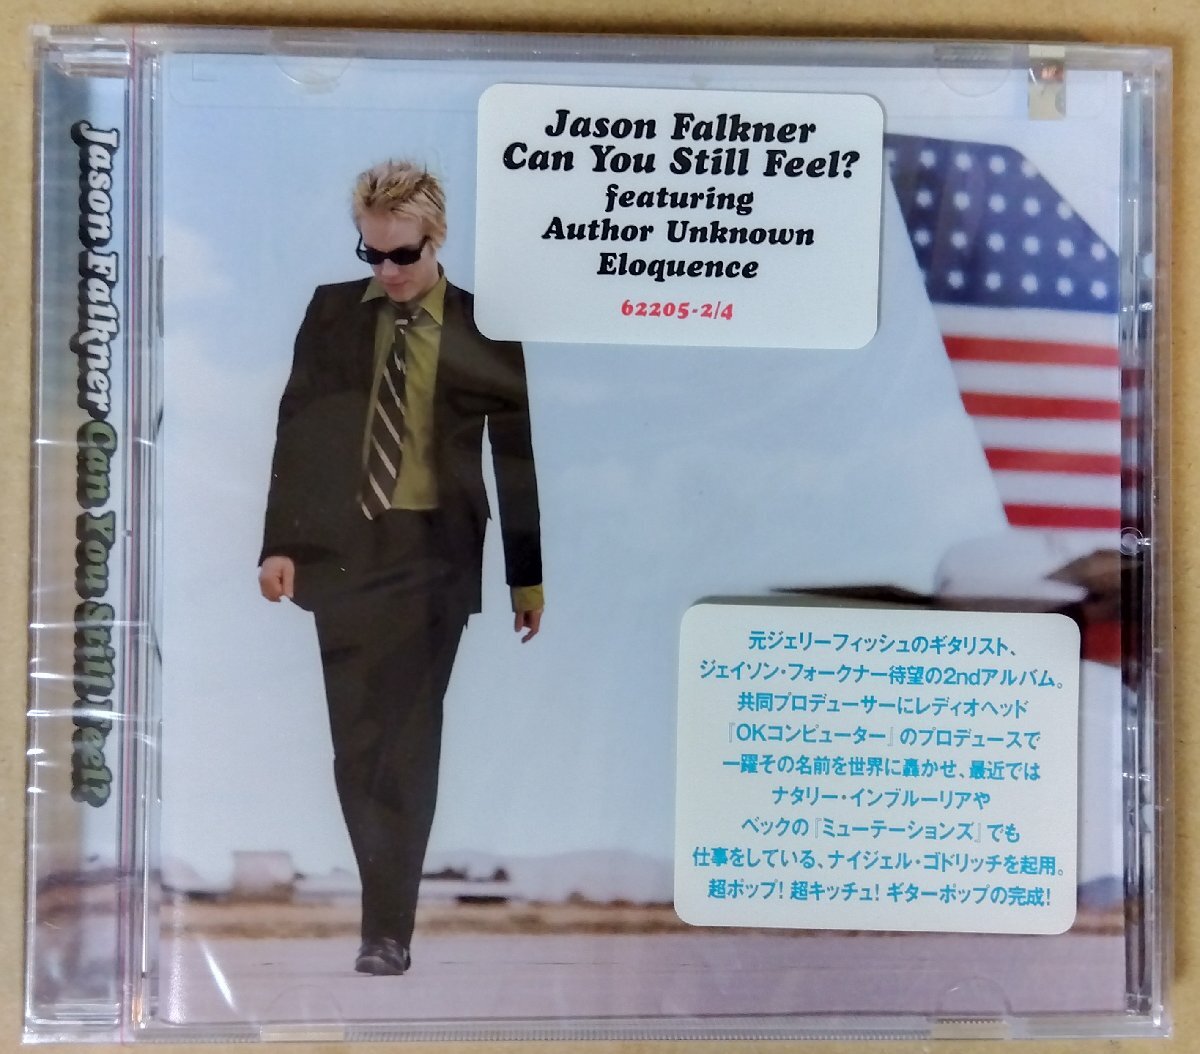 Jason Falkner Can You Still Feel?
Jason Falkner
Can You Still Feel?
featuring
Author Unknown
Eloquence
62205-2/4
元ジェリーフィッシュのギタリスト、
ジェイソン・フォークナー待望の2ndアルバム。
共同プロデューサーにレディオヘッド
『OKコンピューター』のプロデュースで
一躍その名前を世界に轟かせ、最近では
ナタリー・インブルーリアや
ベックの『ミューテーションズ』でも
仕事をしている、ナイジェル・ゴドリッチを起用。
超ポップ!超キッチュ!ギターポップの完成!